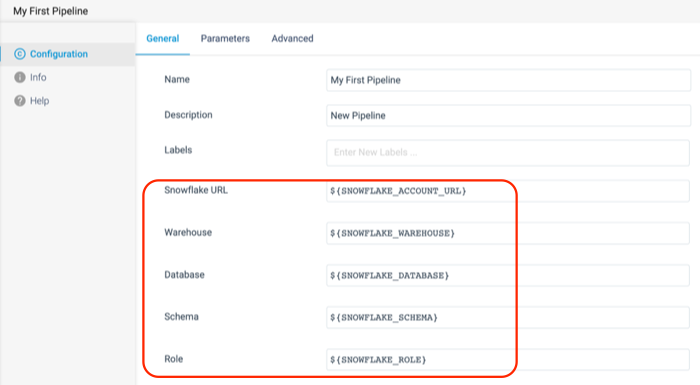 My First Pipeline
General Parameters Advanced
Configuration
Info
Help
Name My First Pipeline
Description New Pipeline
Labels Enter New Labels ...
Snowflake URL ${SNOWFLAKE_ACCOUNT_URL}
Warehouse ${SNOWFLAKE_WAREHOUSE}
Database ${SNOWFLAKE_DATABASE}
Schema ${SNOWFLAKE_SCHEMA}
Role ${SNOWFLAKE_ROLE}